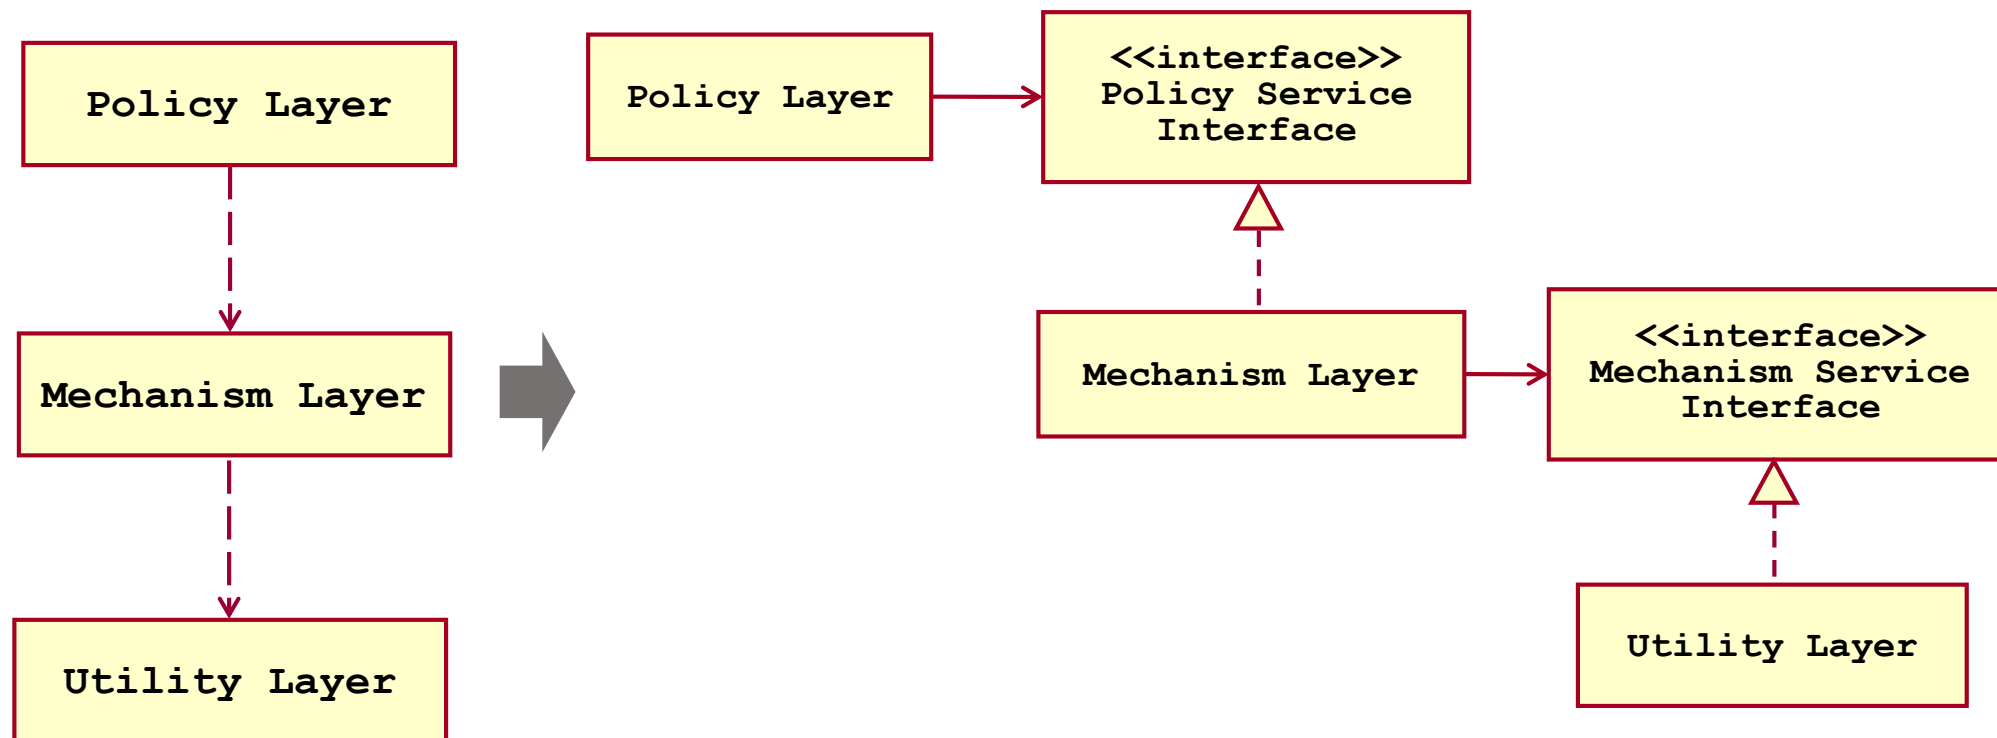 Policy Layer
Mechanism Layer
Utility Layer
Policy Layer
<<interface>>
Policy Service
Interface
Mechanism Layer
<<interface>>
Mechanism Service
Interface
Utility Layer